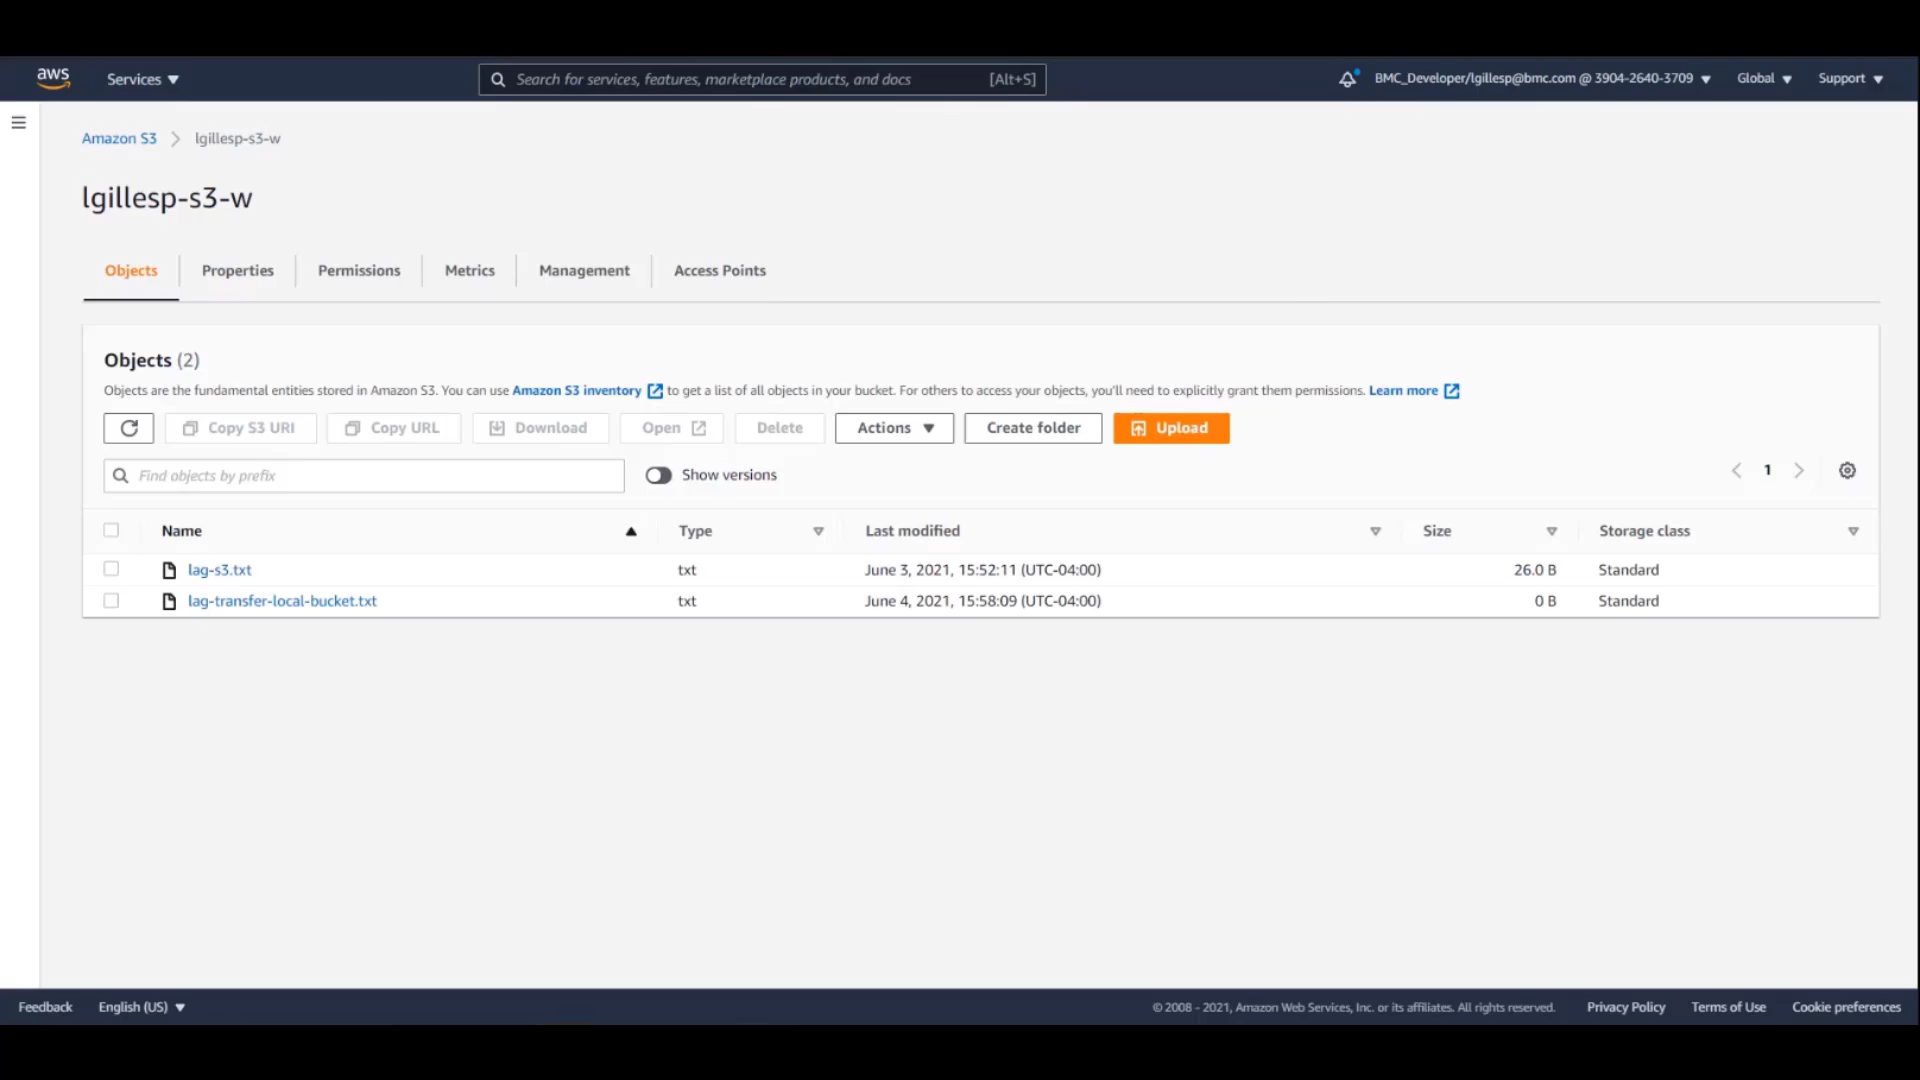 aws Services Search for services, features, marketplace products, and docs [Alt+S] BMC_Developer/lgillesp@bmc.com @ 3904-2640-3709 Global Support
Amazon S3 lgillesp-s3-w
lgillesp-s3-w
Objects Properties Permissions Metrics Management Access Points
Objects (2)
Objects are the fundamental entities stored in Amazon S3. You can use Amazon S3 inventory to get a list of all objects in your bucket. For others to access your objects, you'll need to explicitly grant them permissions. Learn more
Copy S3 URI Copy URL Download Open Delete Actions Create folder Upload
Find objects by prefix Show versions 1
Name Type Last modified Size Storage class
lag-s3.txt txt June 3, 2021, 15:52:11 (UTC-04:00) 26.0 B Standard
lag-transfer-local-bucket.txt txt June 4, 2021, 15:58:09 (UTC-04:00) 0 B Standard
Feedback English (US) © 2008 - 2021, Amazon Web Services, Inc. or its affiliates. All rights reserved. Privacy Policy Terms of Use Cookie preferences